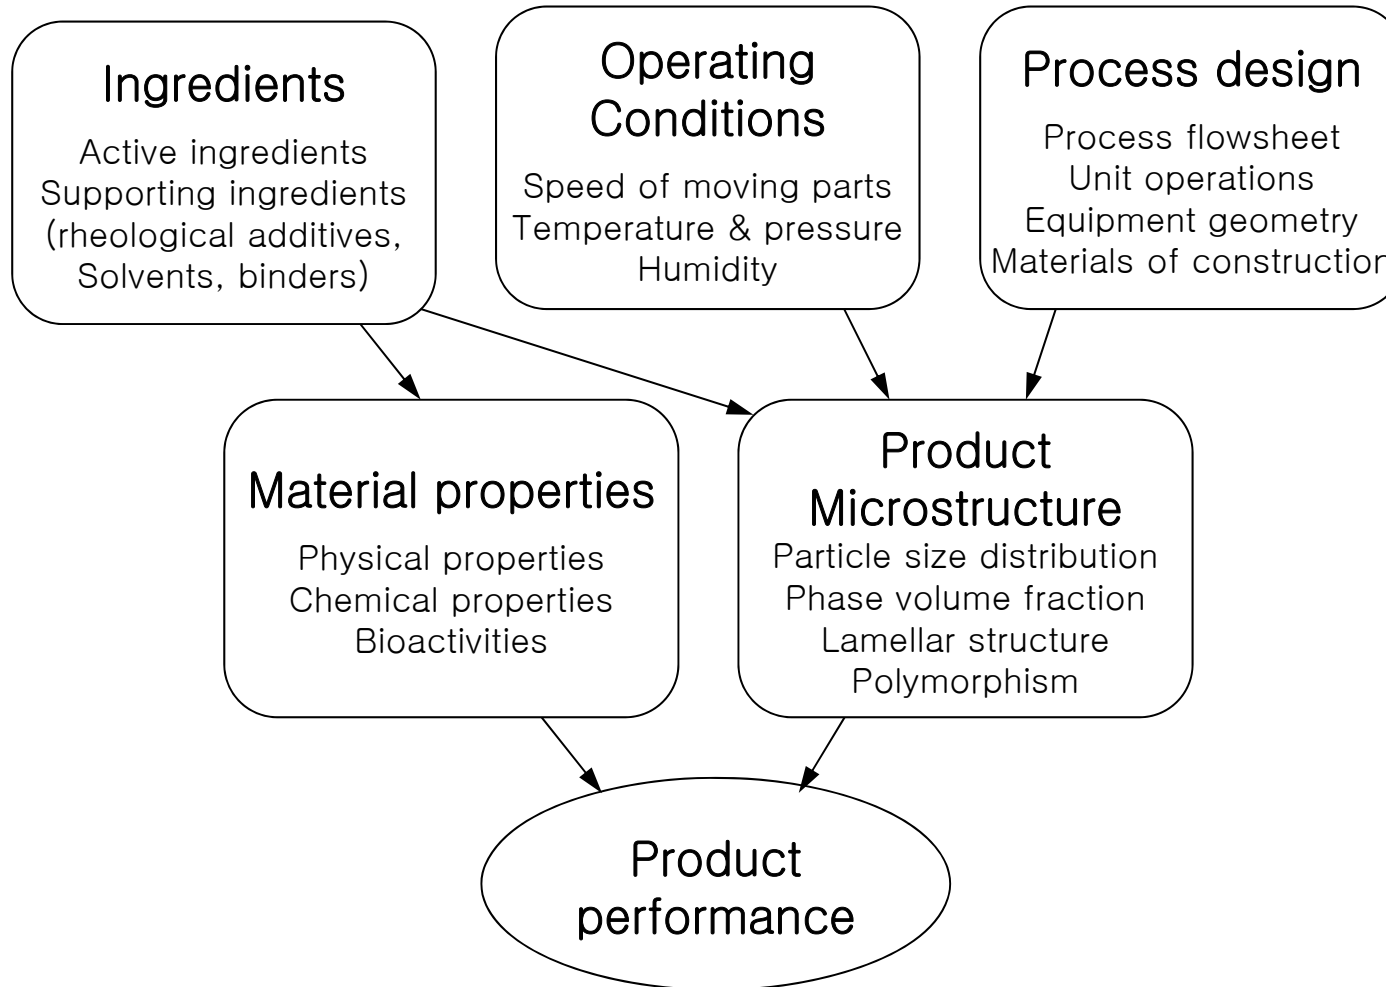 Ingredients
Active ingredients
Supporting ingredients
(rheological additives,
Solvents, binders)
Operating
Conditions
Speed of moving parts
Temperature & pressure
Humidity
Process design
Process flowsheet
Unit operations
Equipment geometry
Materials of construction
Material properties
Physical properties
Chemical properties
Bioactivities
Product
Microstructure
Particle size distribution
Phase volume fraction
Lamellar structure
Polymorphism
Product
performance